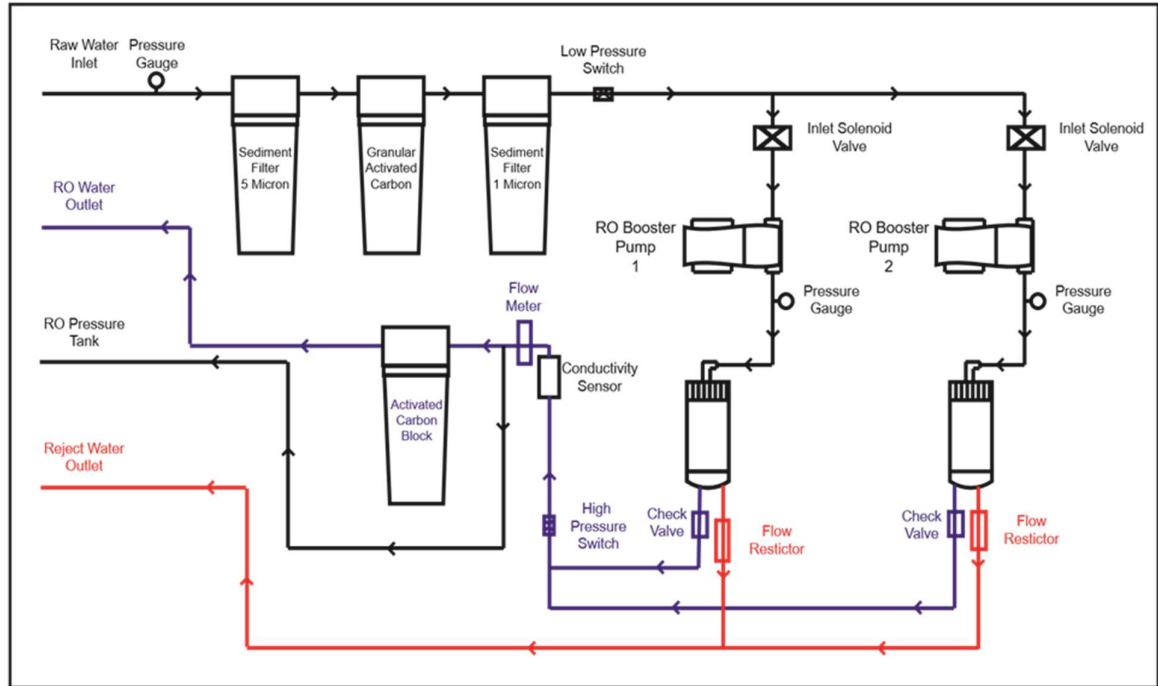 Raw Water
Inlet
Pressure
Gauge
Low Pressure
Switch
Sediment
Filter
5 Micron
Granular
Activated
Carbon
Sediment
Filter
1 Micron
Inlet Solenoid
Valve
Inlet Solenoid
Valve
RO Water
Outlet
RO Booster
Pump
1
RO Booster
Pump
2
Flow
Meter
Pressure
Gauge
Pressure
Gauge
RO Pressure
Tank
Conductivity
Sensor
Activated
Carbon
Block
Reject Water
Outlet
High
Pressure
Switch
Check
Valve
Flow
Restictor
Check
Valve
Flow
Restictor